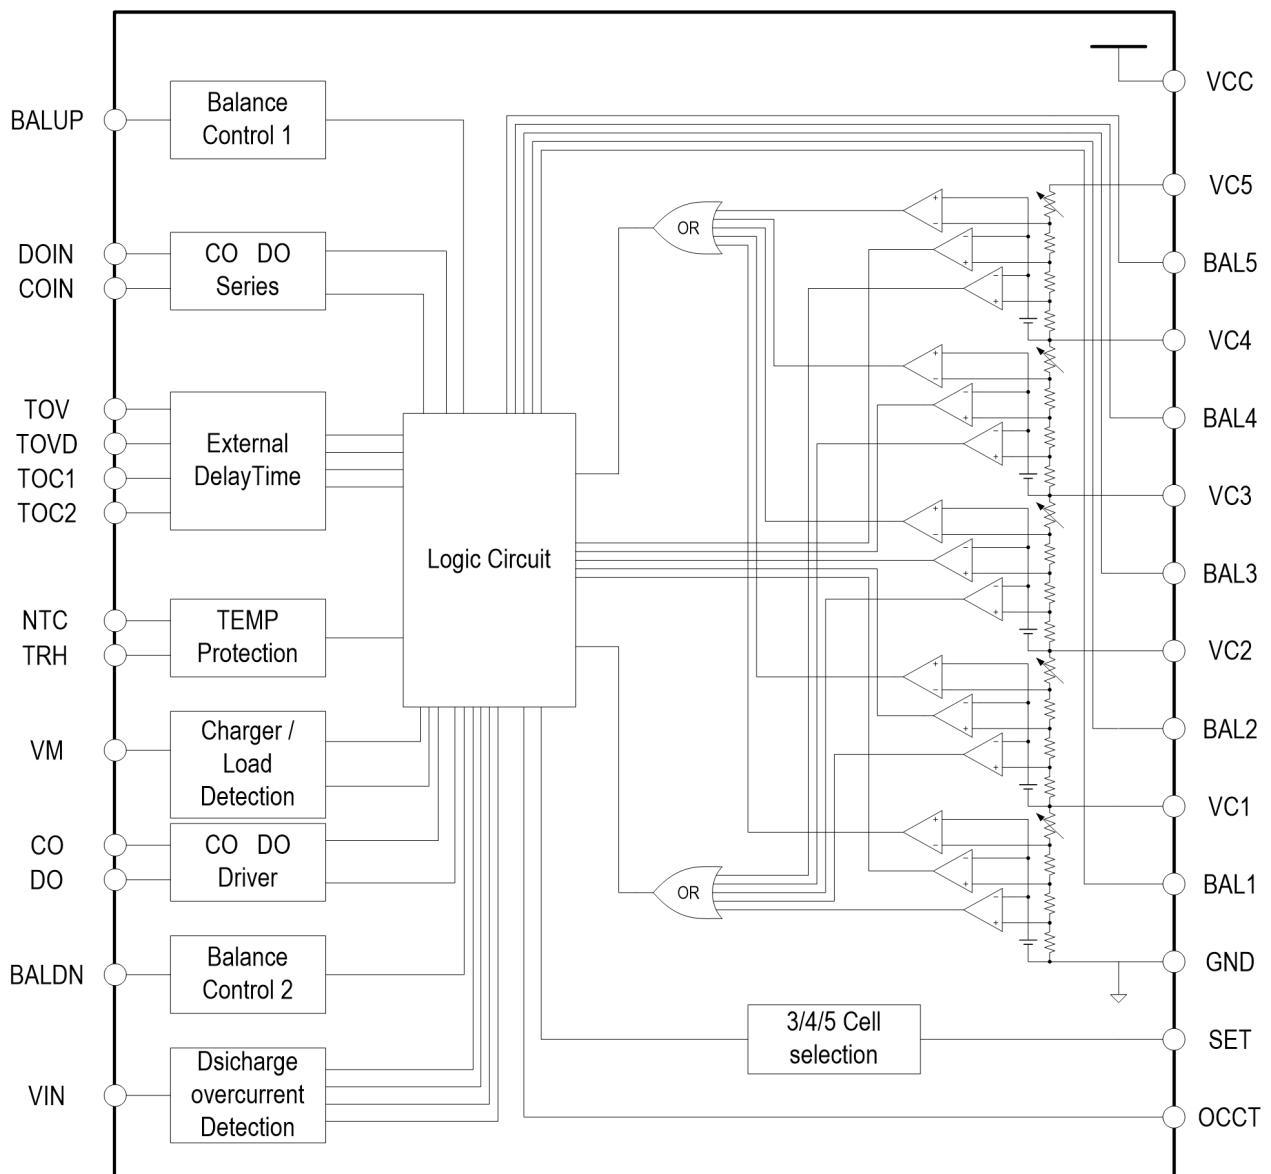 BALUP
Balance
Control 1
DOIN
COIN
CO DO
Series
TOV
TOVD
TOC1
TOC2
External
DelayTime
NTC
TRH
TEMP
Protection
VM
Charger /
Load
Detection
CO
DO
CO DO
Driver
BALDN
Balance
Control 2
VIN
Dsicharge
overcurrent
Detection
Logic Circuit
OR
OR
3/4/5 Cell
selection
VCC
VC5
BAL5
VC4
BAL4
VC3
BAL3
VC2
BAL2
VC1
BAL1
GND
SET
OCCT